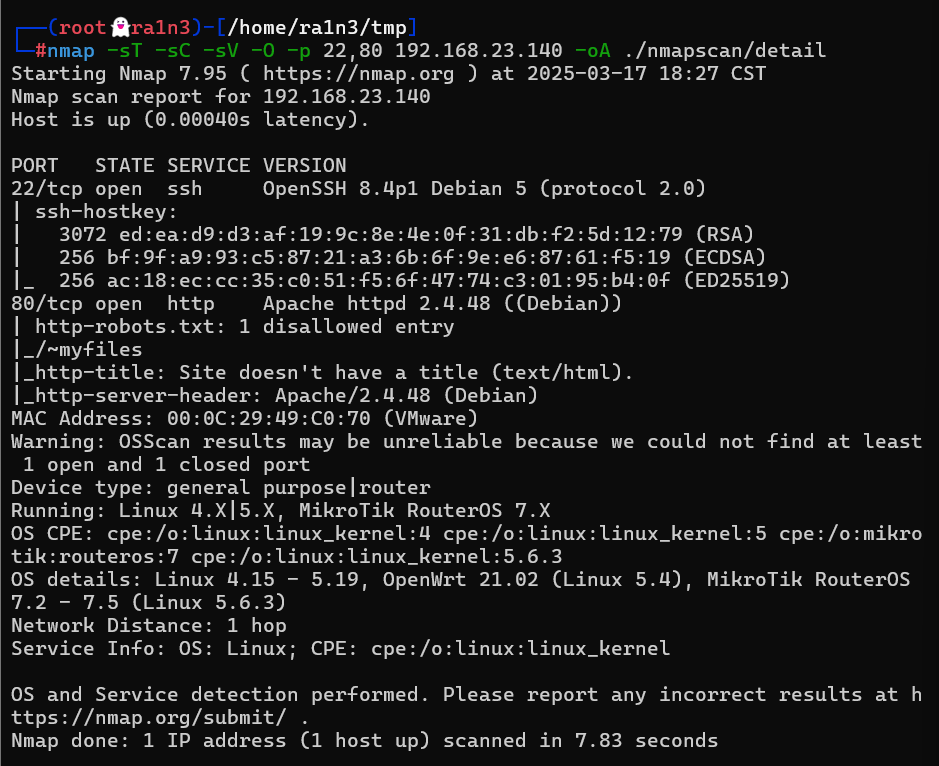 ┌──(root👻ra1n3)-[/home/ra1n3/tmp]
└─#nmap -sT -sC -sV -O -p 22,80 192.168.23.140 -oA ./nmapscan/detail
Starting Nmap 7.95 ( https://nmap.org ) at 2025-03-17 18:27 CST
Nmap scan report for 192.168.23.140
Host is up (0.00040s latency).

PORT   STATE SERVICE VERSION
22/tcp open  ssh     OpenSSH 8.4p1 Debian 5 (protocol 2.0)
| ssh-hostkey:
|   3072 ed:ea:d9:d3:af:19:9c:8e:4e:0f:31:db:f2:5d:12:79 (RSA)
|   256 bf:9f:a9:93:c5:87:21:a3:6b:6f:9e:e6:87:61:f5:19 (ECDSA)
|_  256 ac:18:ec:cc:35:c0:51:f5:6f:47:74:c3:01:95:b4:0f (ED25519)
80/tcp open  http    Apache httpd 2.4.48 ((Debian))
| http-robots.txt: 1 disallowed entry
|_/~myfiles
|_http-title: Site doesn't have a title (text/html).
|_http-server-header: Apache/2.4.48 (Debian)
MAC Address: 00:0C:29:49:C0:70 (VMware)
Warning: OSScan results may be unreliable because we could not find at least
 1 open and 1 closed port
Device type: general purpose|router
Running: Linux 4.X|5.X, MikroTik RouterOS 7.X
OS CPE: cpe:/o:linux:linux_kernel:4 cpe:/o:linux:linux_kernel:5 cpe:/o:mikro
tik:routeros:7 cpe:/o:linux:linux_kernel:5.6.3
OS details: Linux 4.15 - 5.19, OpenWrt 21.02 (Linux 5.4), MikroTik RouterOS
7.2 - 7.5 (Linux 5.6.3)
Network Distance: 1 hop
Service Info: OS: Linux; CPE: cpe:/o:linux:linux_kernel

OS and Service detection performed. Please report any incorrect results at h
ttps://nmap.org/submit/ .
Nmap done: 1 IP address (1 host up) scanned in 7.83 seconds